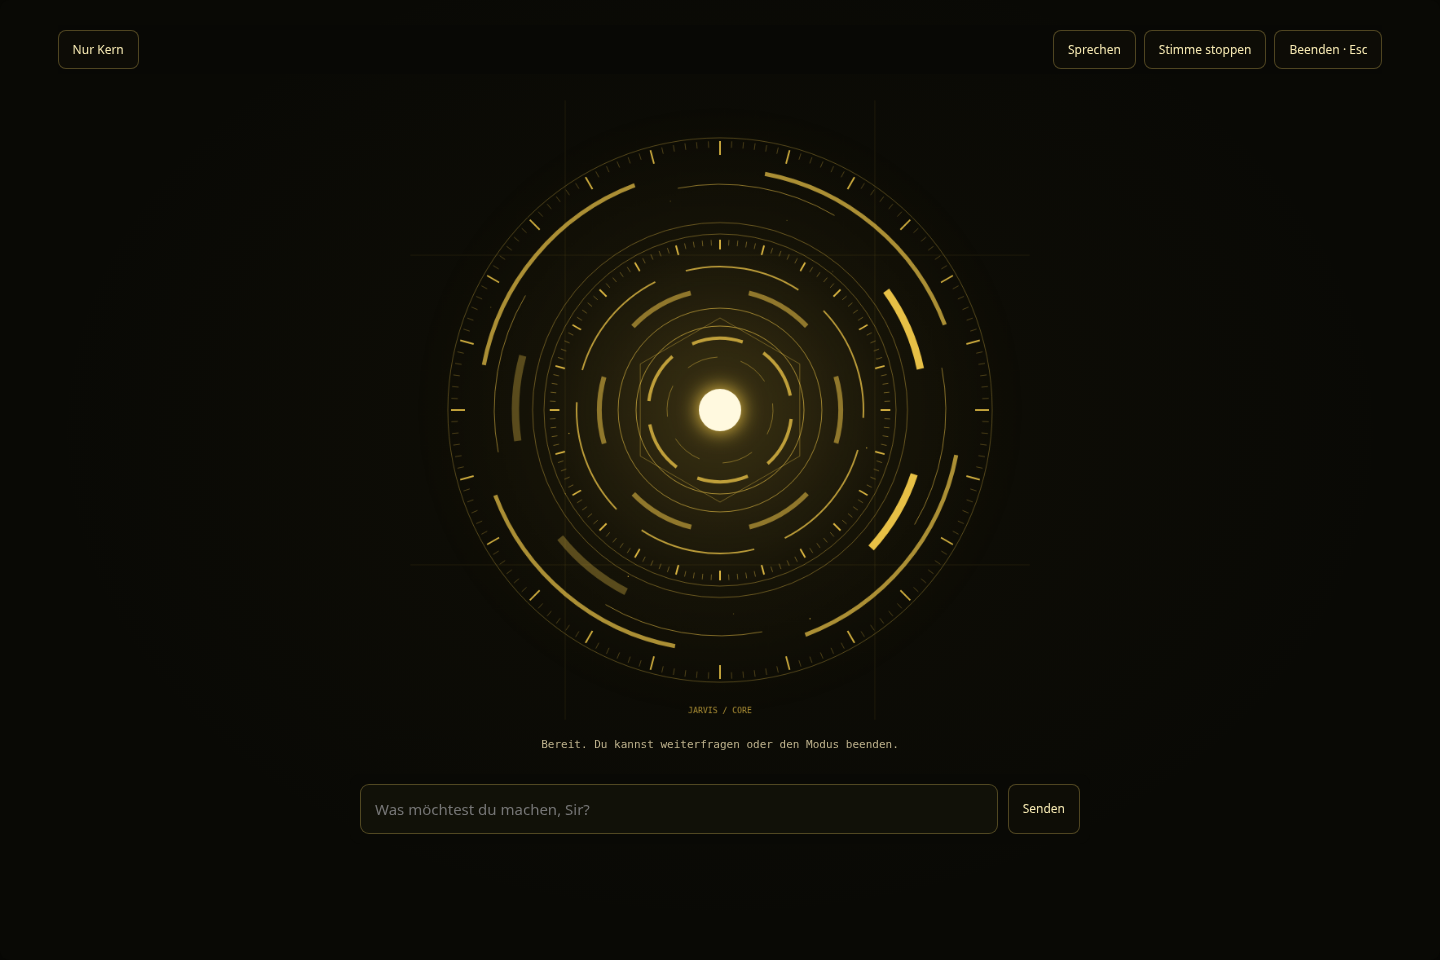 Nur Kern
Sprechen
Stimme stoppen
Beenden · Esc
JARVIS / CORE
Bereit. Du kannst weiterfragen oder den Modus beenden.
Was möchtest du machen, Sir?
Senden